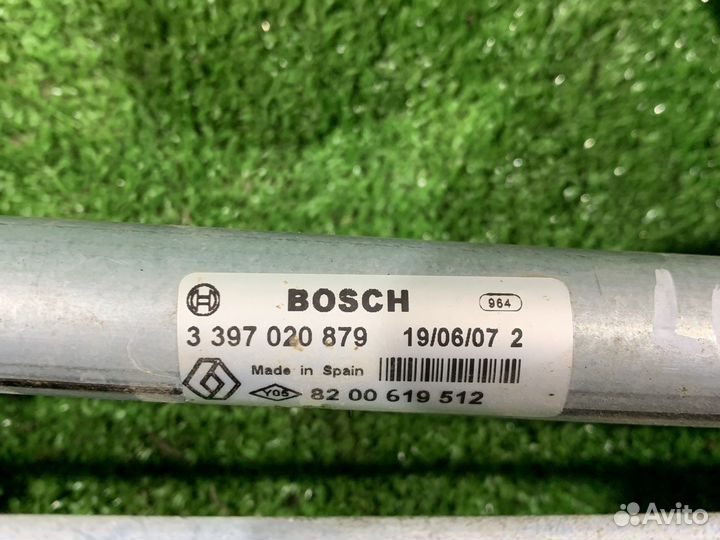 BOSCH 964
3 397 020 879 19/06/07 2
Made in Spain
Y05 82 00 619 512
Avito